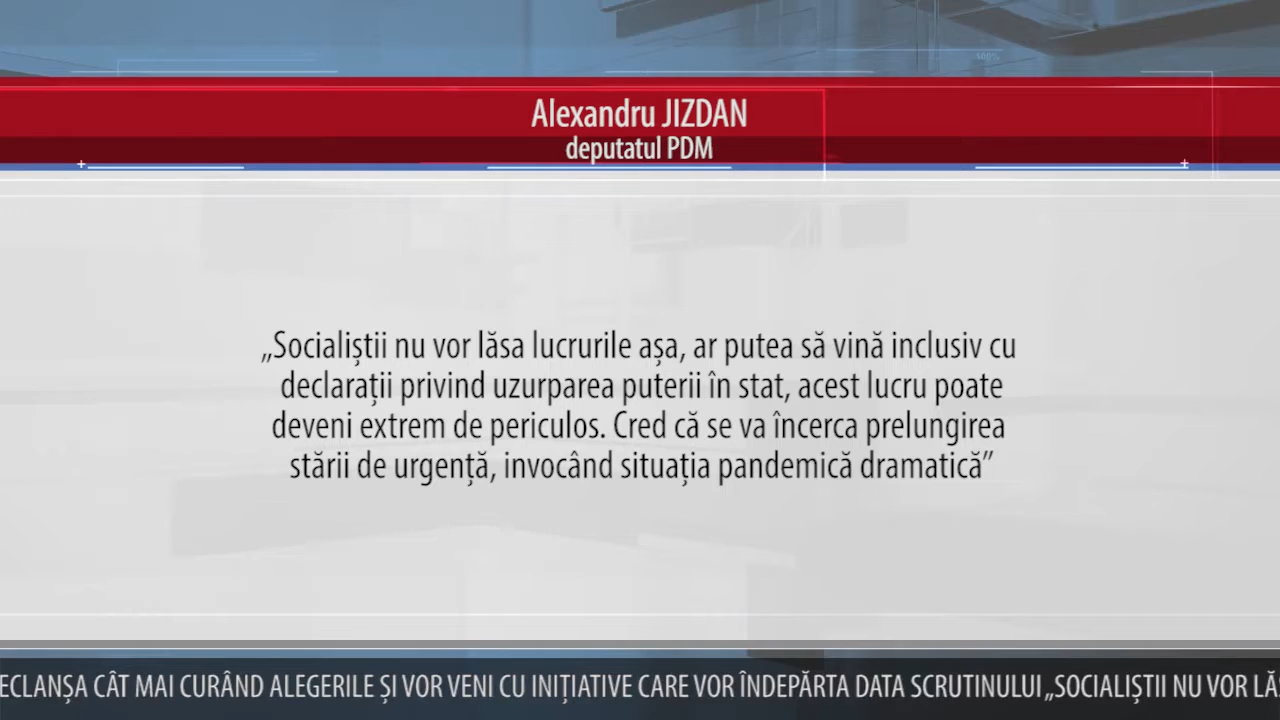 Alexandru JIZDAN
deputatul PDM
„Socialiștii nu vor lăsa lucrurile așa, ar putea să vină inclusiv cu
declarații privind uzurparea puterii în stat, acest lucru poate
deveni extrem de periculos. Cred că se va încerca prelungirea
stării de urgență, invocând situația pandemică dramatică”
CÂT MAI CURÂND ALEGERILE ȘI VOR VENI CU INIȚIATIVE CARE VOR ÎNDEPĂRTA DATA SCRUTINULUI „SOCIALIȘTII NU VOR